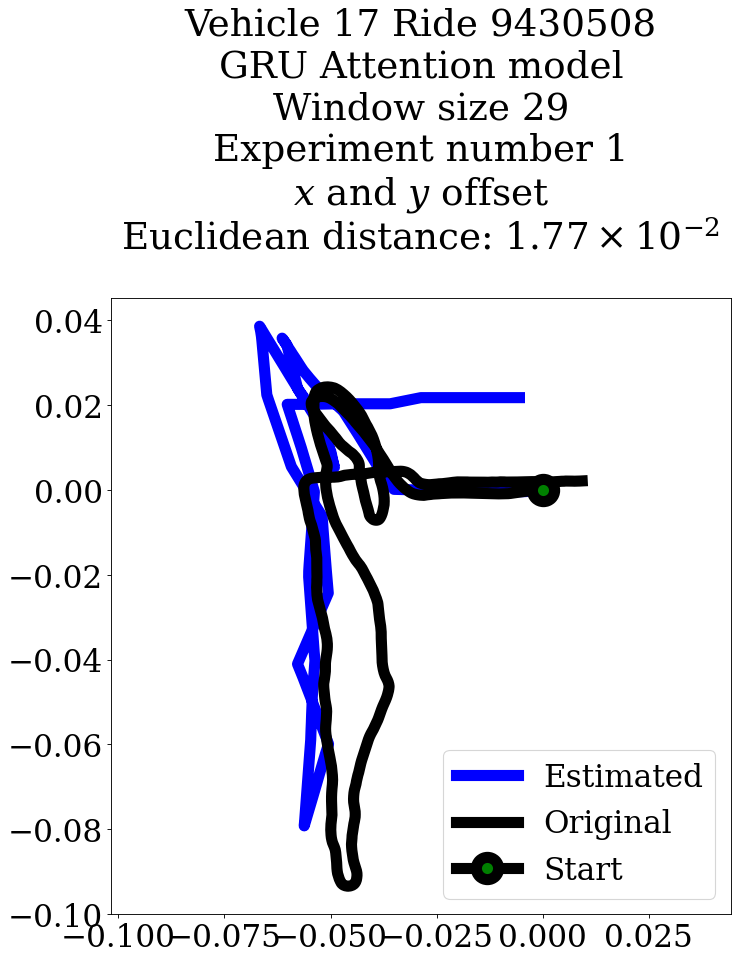 Vehicle 17 Ride 9430508
GRU Attention model
Window size 29
Experiment number 1
x and y offset
Euclidean distance: 1.77 × 10⁻²
0.04
0.02
0.00
−0.02
−0.04
−0.06
−0.08
−0.10
Estimated
Original
Start
−0.100 −0.075 −0.050 −0.025 0.000 0.025